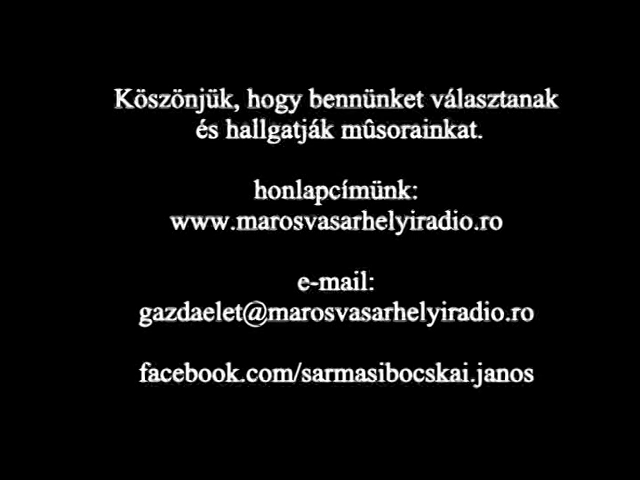 Köszönjük, hogy bennünket választanak
és hallgatják mûsorainkat.
honlapcímünk:
www.marosvasarhelyiradio.ro
e-mail:
gazdaelet@marosvasarhelyiradio.ro
facebook.com/sarmasibocskai.janos